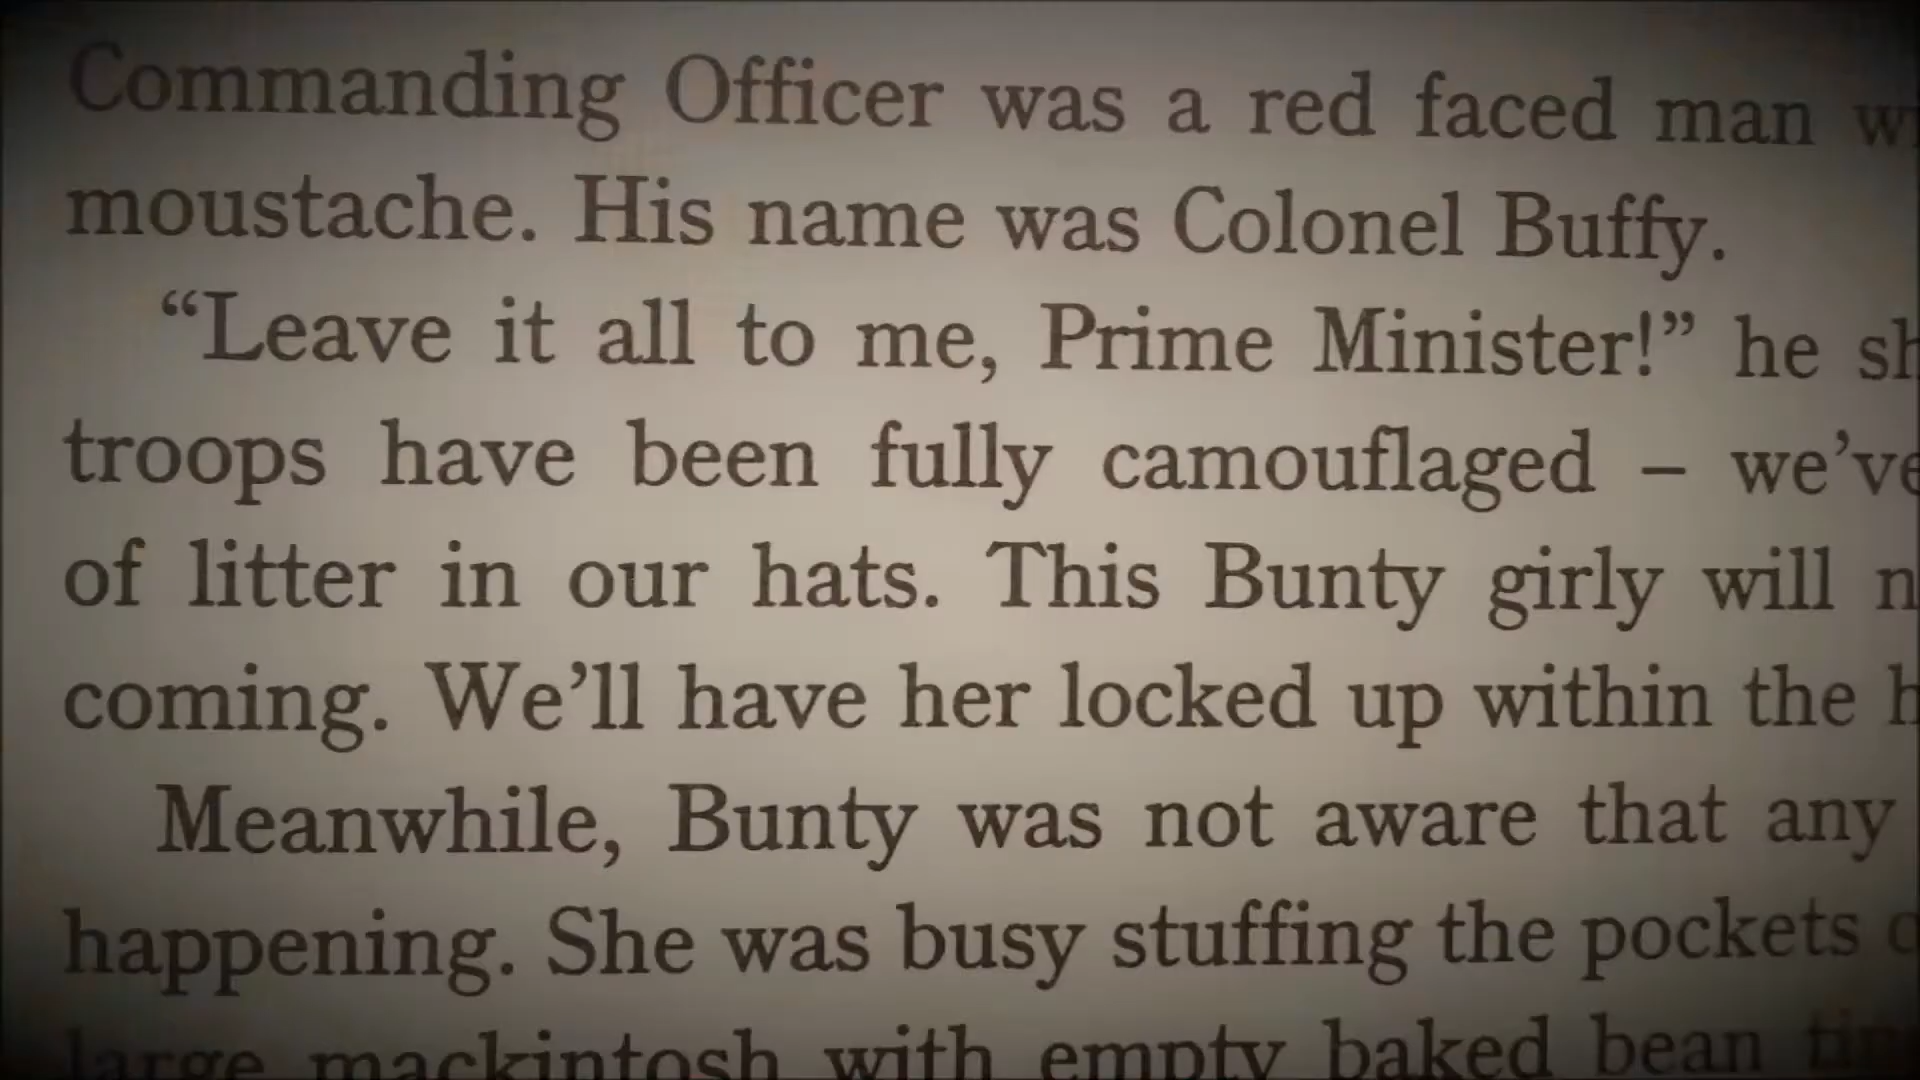 Commanding Officer was a red faced man
moustache. His name was Colonel Buffy.
“Leave it all to me, Prime Minister!” he
troops have been fully camouflaged – we’ve
of litter in our hats. This Bunty girly will
coming. We’ll have her locked up within the
Meanwhile, Bunty was not aware that any
happening. She was busy stuffing the pockets
large mackintosh with empty baked bean